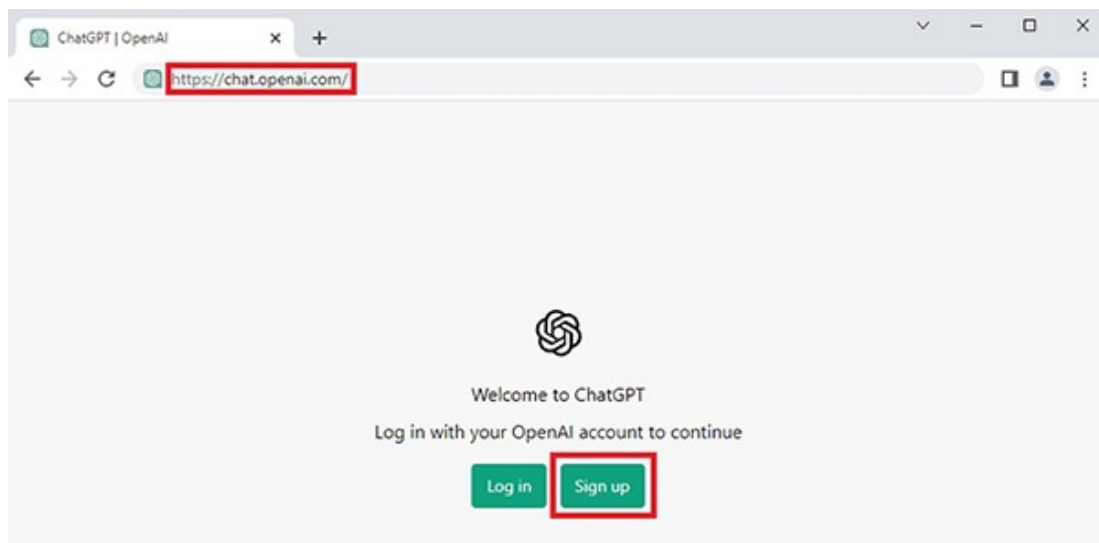 ChatGPT | OpenAI
https://chat.openai.com/
Welcome to ChatGPT
Log in with your OpenAI account to continue
Log in Sign up